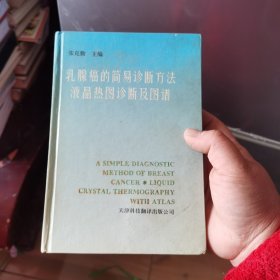 张克勤 主编
乳腺癌的简易诊断方法
液晶热图诊断及图谱
A SIMPLE DIAGNOSTIC
METHOD OF BREAST
CANCER * LIQUID
CRYSTAL THERMOGRAPHY
WITH ATLAS
天津科技翻译出版公司